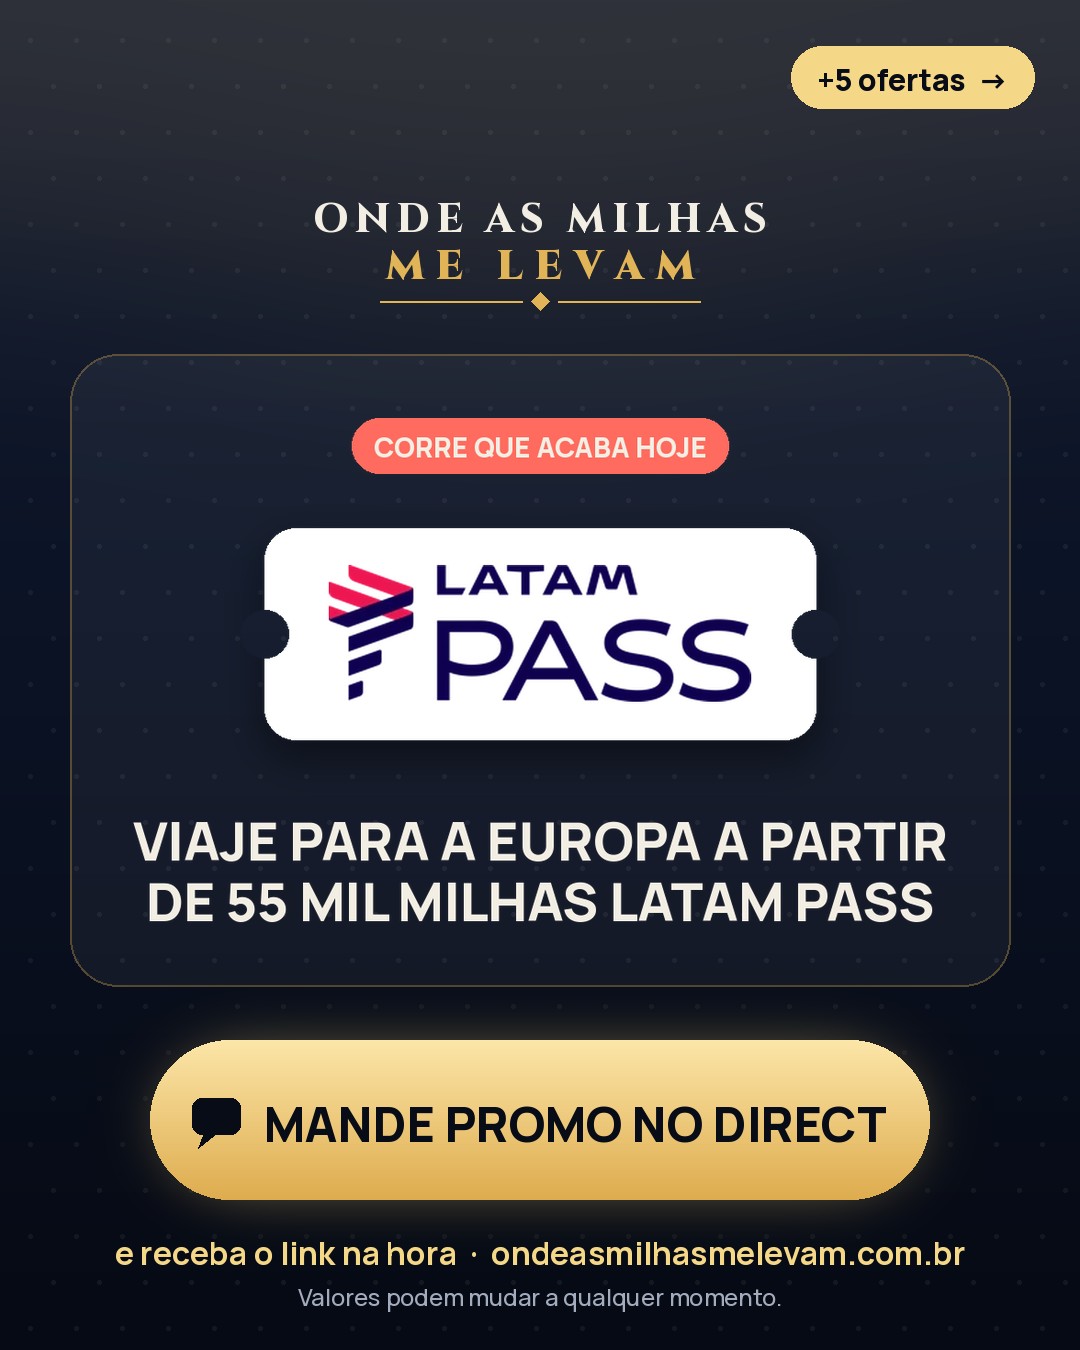 +5 ofertas →
ONDE AS MILHAS
ME LEVAM
CORRE QUE ACABA HOJE
LATAM
PASS
VIAJE PARA A EUROPA A PARTIR
DE 55 MIL MILHAS LATAM PASS
MANDE PROMO NO DIRECT
e receba o link na hora · ondeasmilhasmelevam.com.br
Valores podem mudar a qualquer momento.